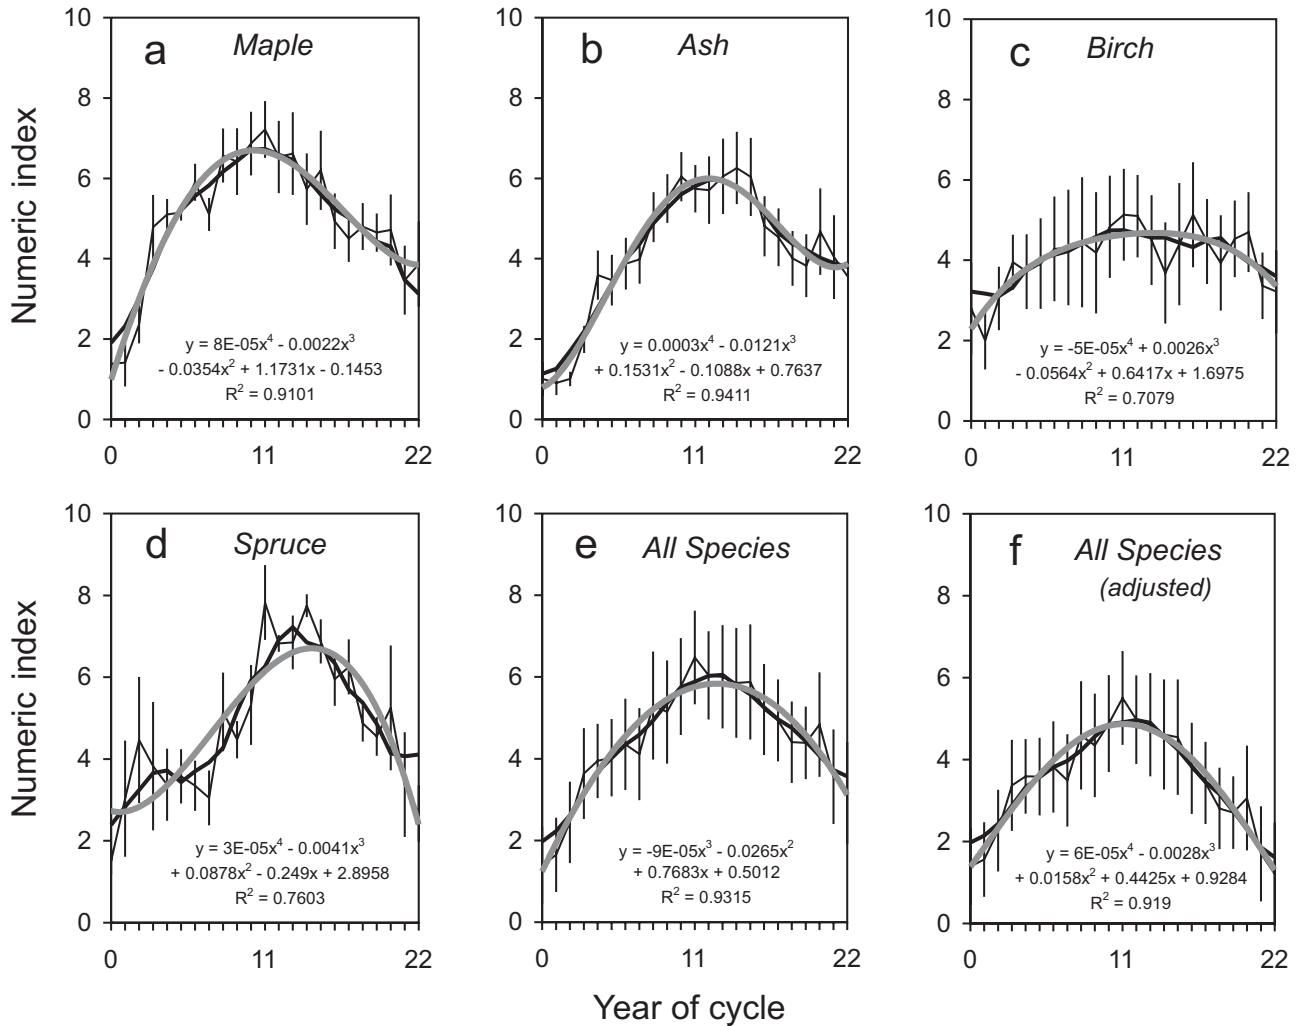 a Maple
10
8
6
4
2
0
Numeric index
y = 8E-05x⁴ - 0.0022x³
- 0.0354x² + 1.1731x - 0.1453
R² = 0.9101
0 11 22
b Ash
10
8
6
4
2
0
y = 0.0003x⁴ - 0.0121x³
+ 0.1531x² - 0.1088x + 0.7637
R² = 0.9411
0 11 22
c Birch
10
8
6
4
2
0
y = -5E-05x⁴ + 0.0026x³
- 0.0564x² + 0.6417x + 1.6975
R² = 0.7079
0 11 22
d Spruce
10
8
6
4
2
0
Numeric index
y = 3E-05x⁴ - 0.0041x³
+ 0.0878x² - 0.249x + 2.8958
R² = 0.7603
0 11 22
e All Species
10
8
6
4
2
0
y = -9E-05x³ - 0.0265x²
+ 0.7683x + 0.5012
R² = 0.9315
0 11 22
f All Species
(adjusted)
10
8
6
4
2
0
y = 6E-05x⁴ - 0.0028x³
+ 0.0158x² + 0.4425x + 0.9284
R² = 0.919
0 11 22
Year of cycle